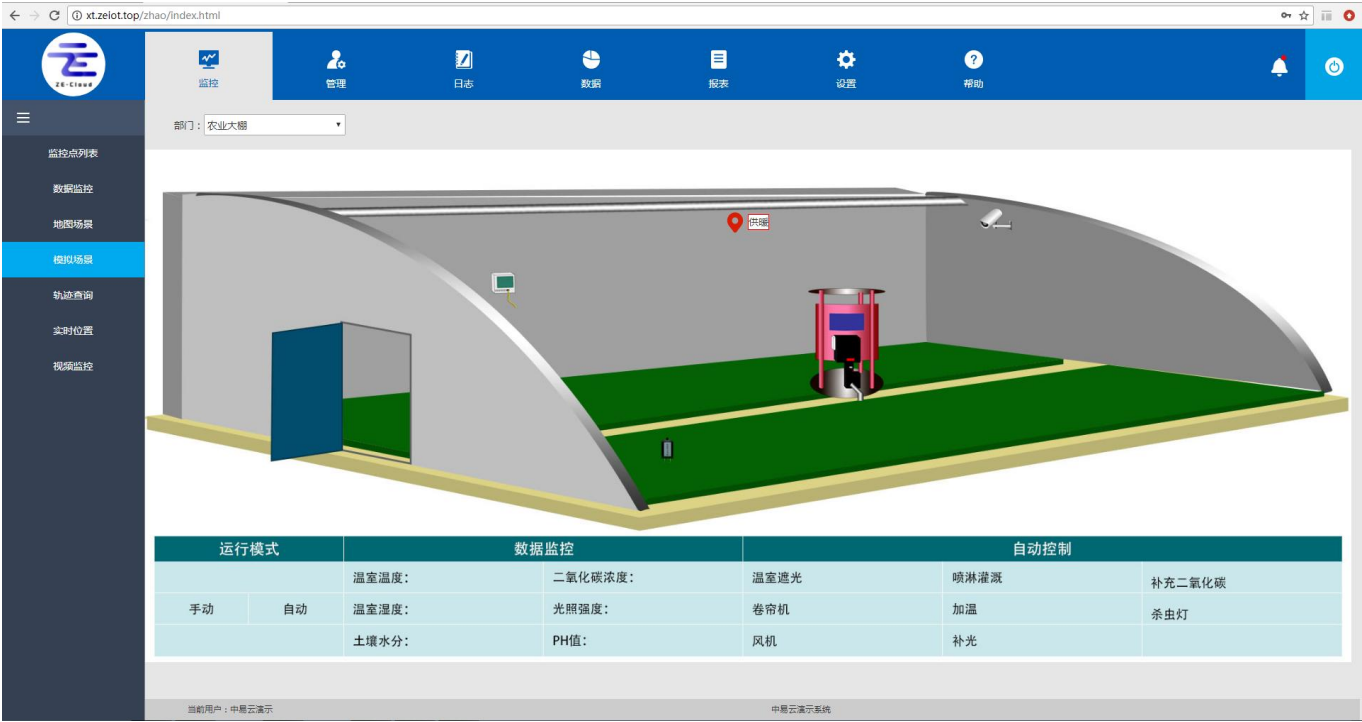 xt.zeiot.top/zhao/index.html
ZE-Cloud
监控
管理
日志
数据
报表
设置
帮助
部门：农业大棚
监控点列表
数据监控
地图场景
模拟场景
轨迹查询
实时位置
视频监控
供暖
运行模式 数据监控 自动控制
温室温度： 二氧化碳浓度： 温室遮光 喷淋灌溉 补充二氧化碳
手动 自动 温室湿度： 光照强度： 卷帘机 加温 杀虫灯
土壤水分： PH值： 风机 补光
当前用户：中易云演示 中易云演示系统